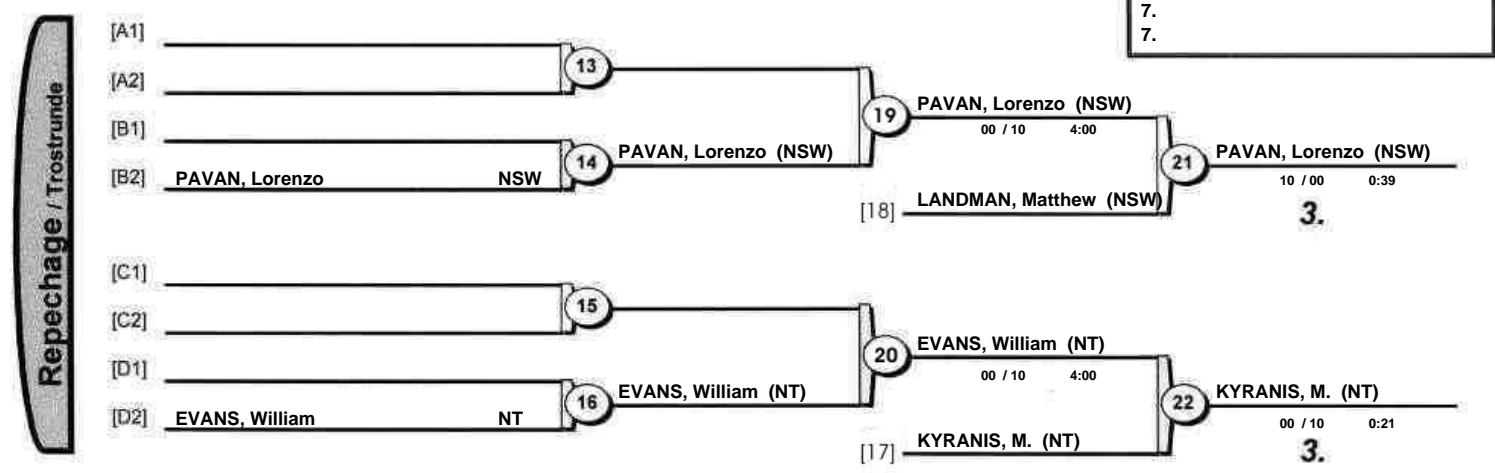 7.
7.
Repechage / Trostrunde
[A1]
13
[A2]
[B1]
14
PAVAN, Lorenzo (NSW)
[B2] PAVAN, Lorenzo NSW
19
PAVAN, Lorenzo (NSW)
00 / 10 4:00
[18] LANDMAN, Matthew (NSW)
21
PAVAN, Lorenzo (NSW)
10 / 00 0:39
3.
[C1]
15
[C2]
[D1]
16
EVANS, William (NT)
[D2] EVANS, William NT
20
EVANS, William (NT)
00 / 10 4:00
[17] KYRANIS, M. (NT)
22
KYRANIS, M. (NT)
00 / 10 0:21
3.